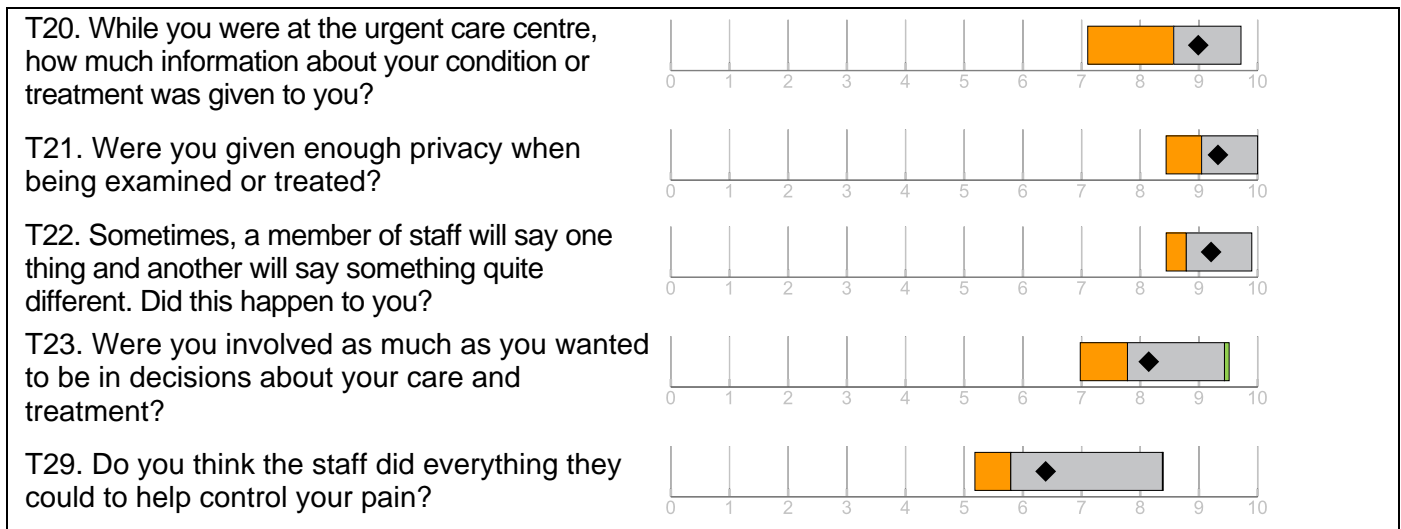 T20. While you were at the urgent care centre,
how much information about your condition or
treatment was given to you?
0 1 2 3 4 5 6 7 8 9 10
T21. Were you given enough privacy when
being examined or treated?
0 1 2 3 4 5 6 7 8 9 10
T22. Sometimes, a member of staff will say one
thing and another will say something quite
different. Did this happen to you?
0 1 2 3 4 5 6 7 8 9 10
T23. Were you involved as much as you wanted
to be in decisions about your care and
treatment?
0 1 2 3 4 5 6 7 8 9 10
T29. Do you think the staff did everything they
could to help control your pain?
0 1 2 3 4 5 6 7 8 9 10